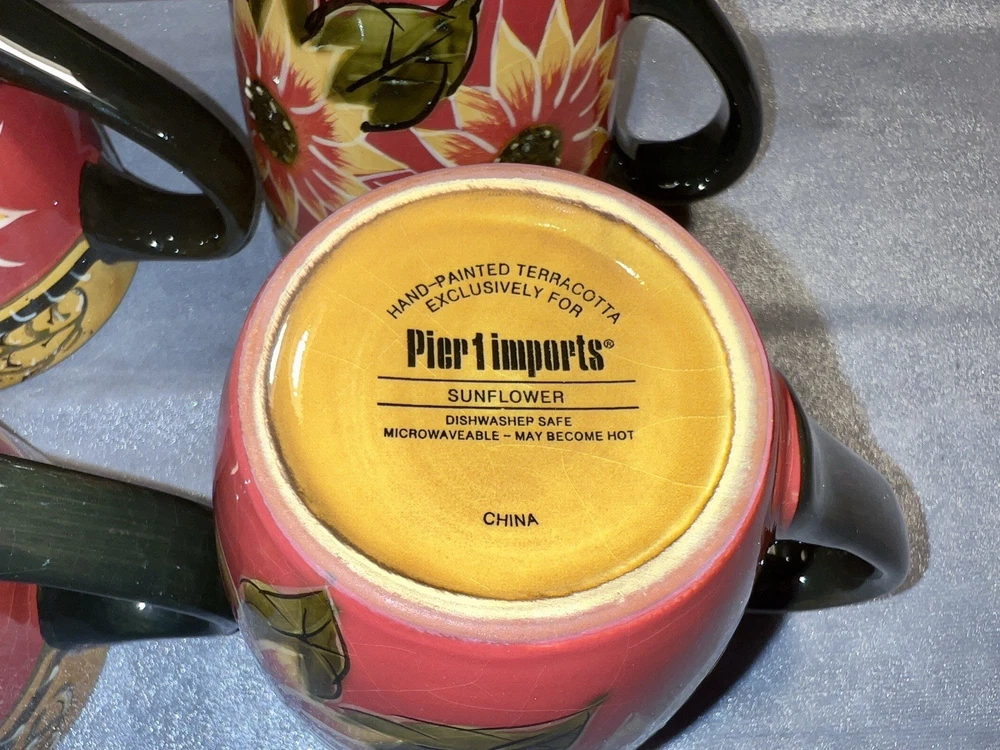 HAND-PAINTED TERRACOTTA
EXCLUSIVELY FOR
Pier 1 imports®
SUNFLOWER
DISHWASHER SAFE
MICROWAVEABLE - MAY BECOME HOT
CHINA